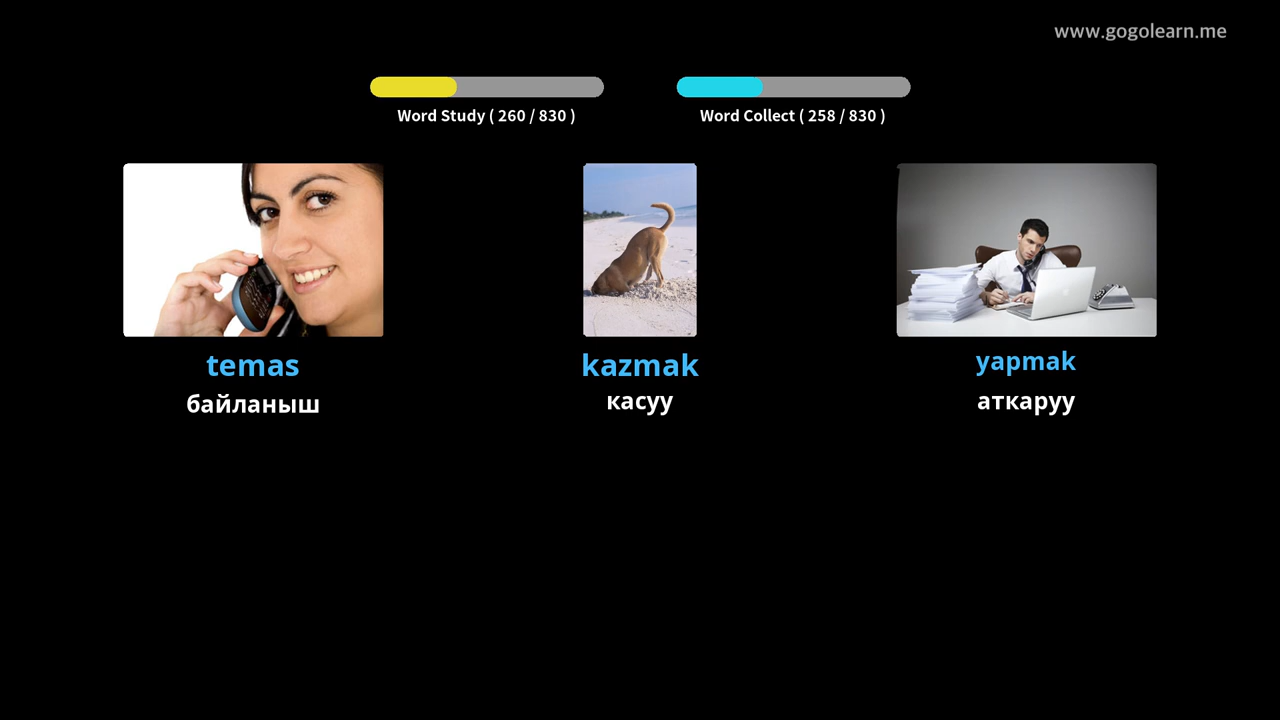 www.gogolearn.me
Word Study ( 260 / 830 )
Word Collect ( 258 / 830 )
temas
kazmak
yapmak
байланыш
касуу
аткаруу